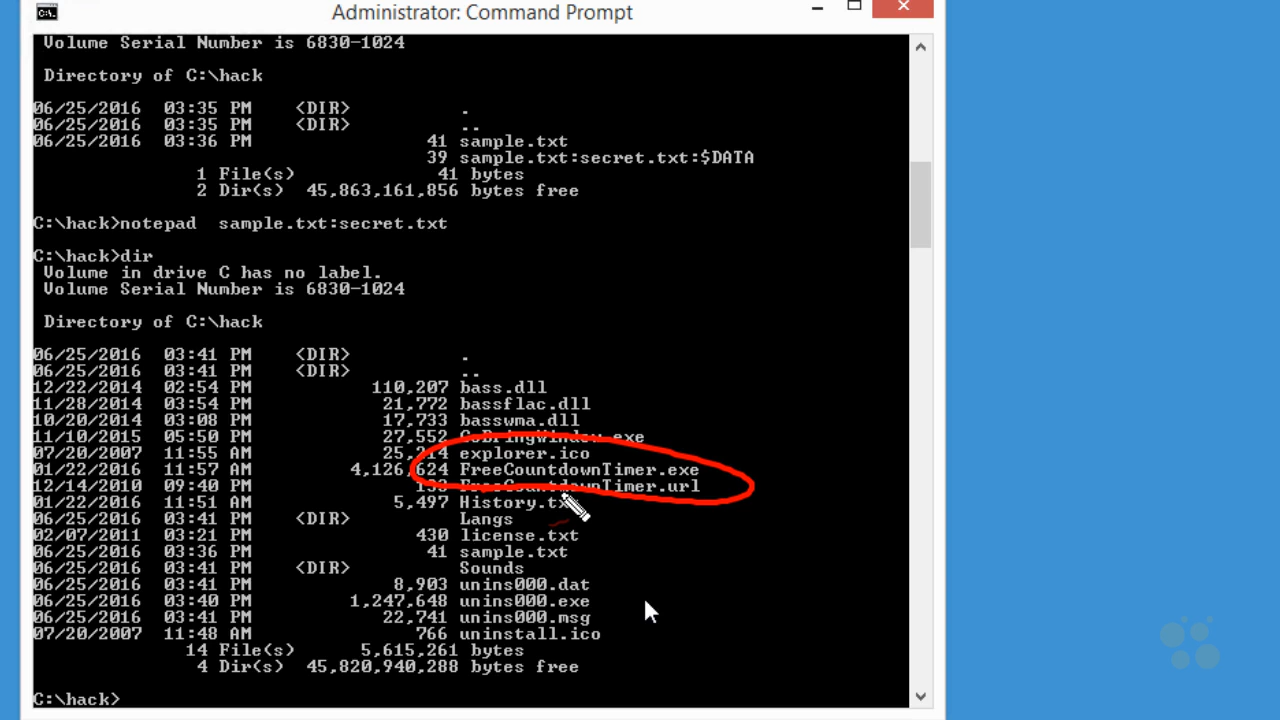 Administrator: Command Prompt
Volume Serial Number is 6830-1024
Directory of C:\hack
06/25/2016 03:35 PM <DIR> .
06/25/2016 03:35 PM <DIR> ..
06/25/2016 03:36 PM 41 sample.txt
39 sample.txt:secret.txt:$DATA
1 File(s) 41 bytes
2 Dir(s) 45,863,161,856 bytes free
C:\hack>notepad sample.txt:secret.txt
C:\hack>dir
Volume in drive C has no label.
Volume Serial Number is 6830-1024
Directory of C:\hack
06/25/2016 03:41 PM <DIR> .
06/25/2016 03:41 PM <DIR> ..
12/22/2014 02:54 PM 110,207 bass.dll
11/28/2014 03:54 PM 21,772 bassflac.dll
10/20/2014 03:08 PM 17,733 basswma.dll
11/10/2015 05:50 PM 27,552 GoBringWindow.exe
07/20/2007 11:55 AM 25,214 explorer.ico
01/22/2016 11:57 AM 4,126,624 FreeCountdownTimer.exe
12/14/2010 09:40 PM 133 FreeCountdownTimer.url
01/22/2016 11:51 AM 5,497 History.txt
06/25/2016 03:41 PM <DIR> Langs
02/07/2011 03:21 PM 430 license.txt
06/25/2016 03:36 PM 41 sample.txt
06/25/2016 03:41 PM <DIR> Sounds
06/25/2016 03:41 PM 8,903 unins000.dat
06/25/2016 03:40 PM 1,247,648 unins000.exe
06/25/2016 03:41 PM 22,741 unins000.msg
07/20/2007 11:48 AM 766 uninstall.ico
14 File(s) 5,615,261 bytes
4 Dir(s) 45,820,940,288 bytes free
C:\hack>